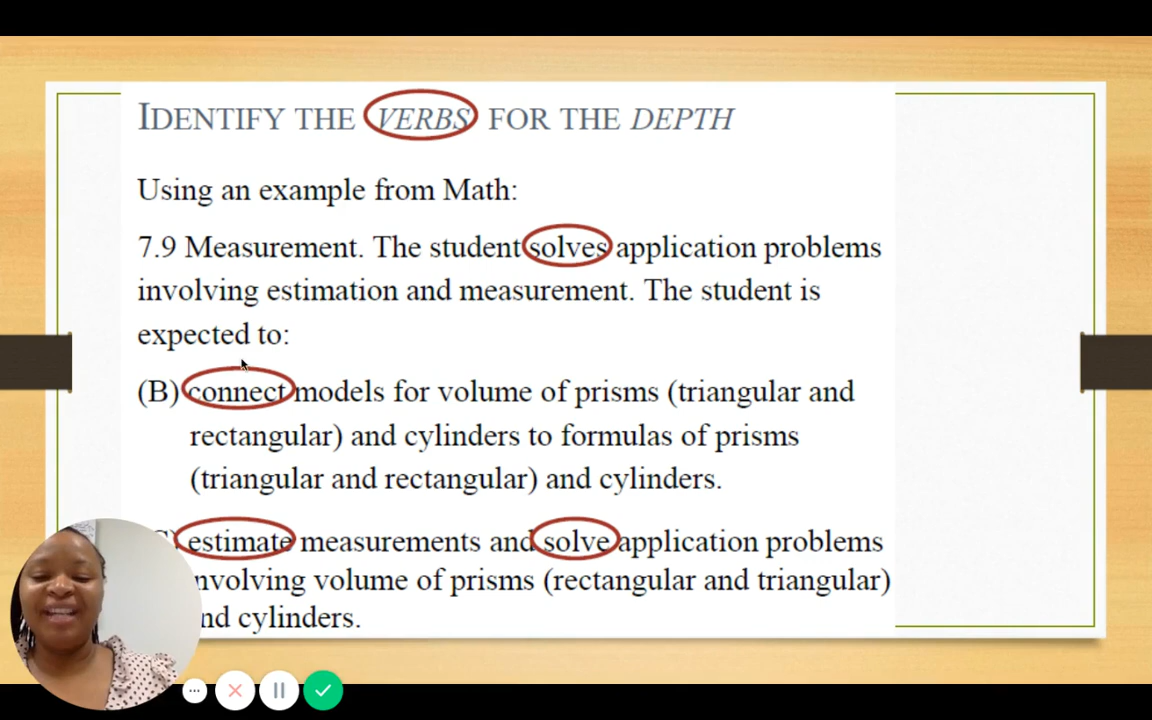 IDENTIFY THE VERBS FOR THE DEPTH
Using an example from Math:
7.9 Measurement. The student solves application problems
involving estimation and measurement. The student is
expected to:
(B) connect models for volume of prisms (triangular and
rectangular) and cylinders to formulas of prisms
(triangular and rectangular) and cylinders.
estimate measurements and solve application problems
nvolving volume of prisms (rectangular and triangular)
nd cylinders.